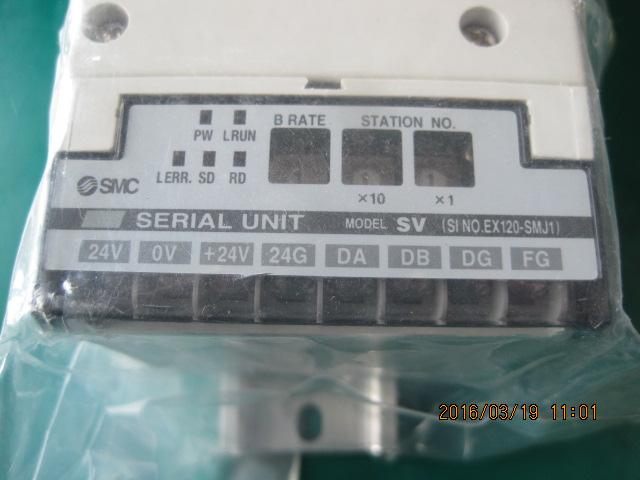 B RATE STATION NO.
PW LRUN
LERR. SD RD
×10 ×1
SMC
SERIAL UNIT MODEL SV (SI NO.EX120-SMJ1)
24V 0V +24V 24G DA DB DG FG
2016/03/19 11:01